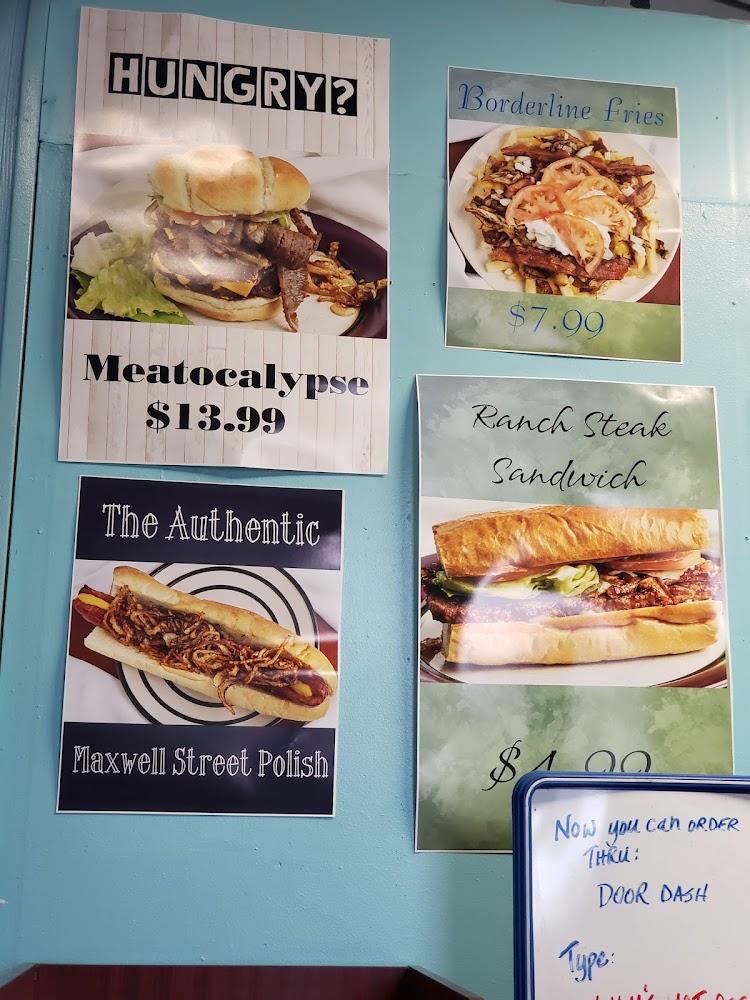 HUNGRY?
Meatocalypse
$13.99
Borderline Fries
$7.99
The Authentic
Maxwell Street Polish
Ranch Steak
Sandwich
Now you can ORDER
THRU:
DOOR DASH
Type: